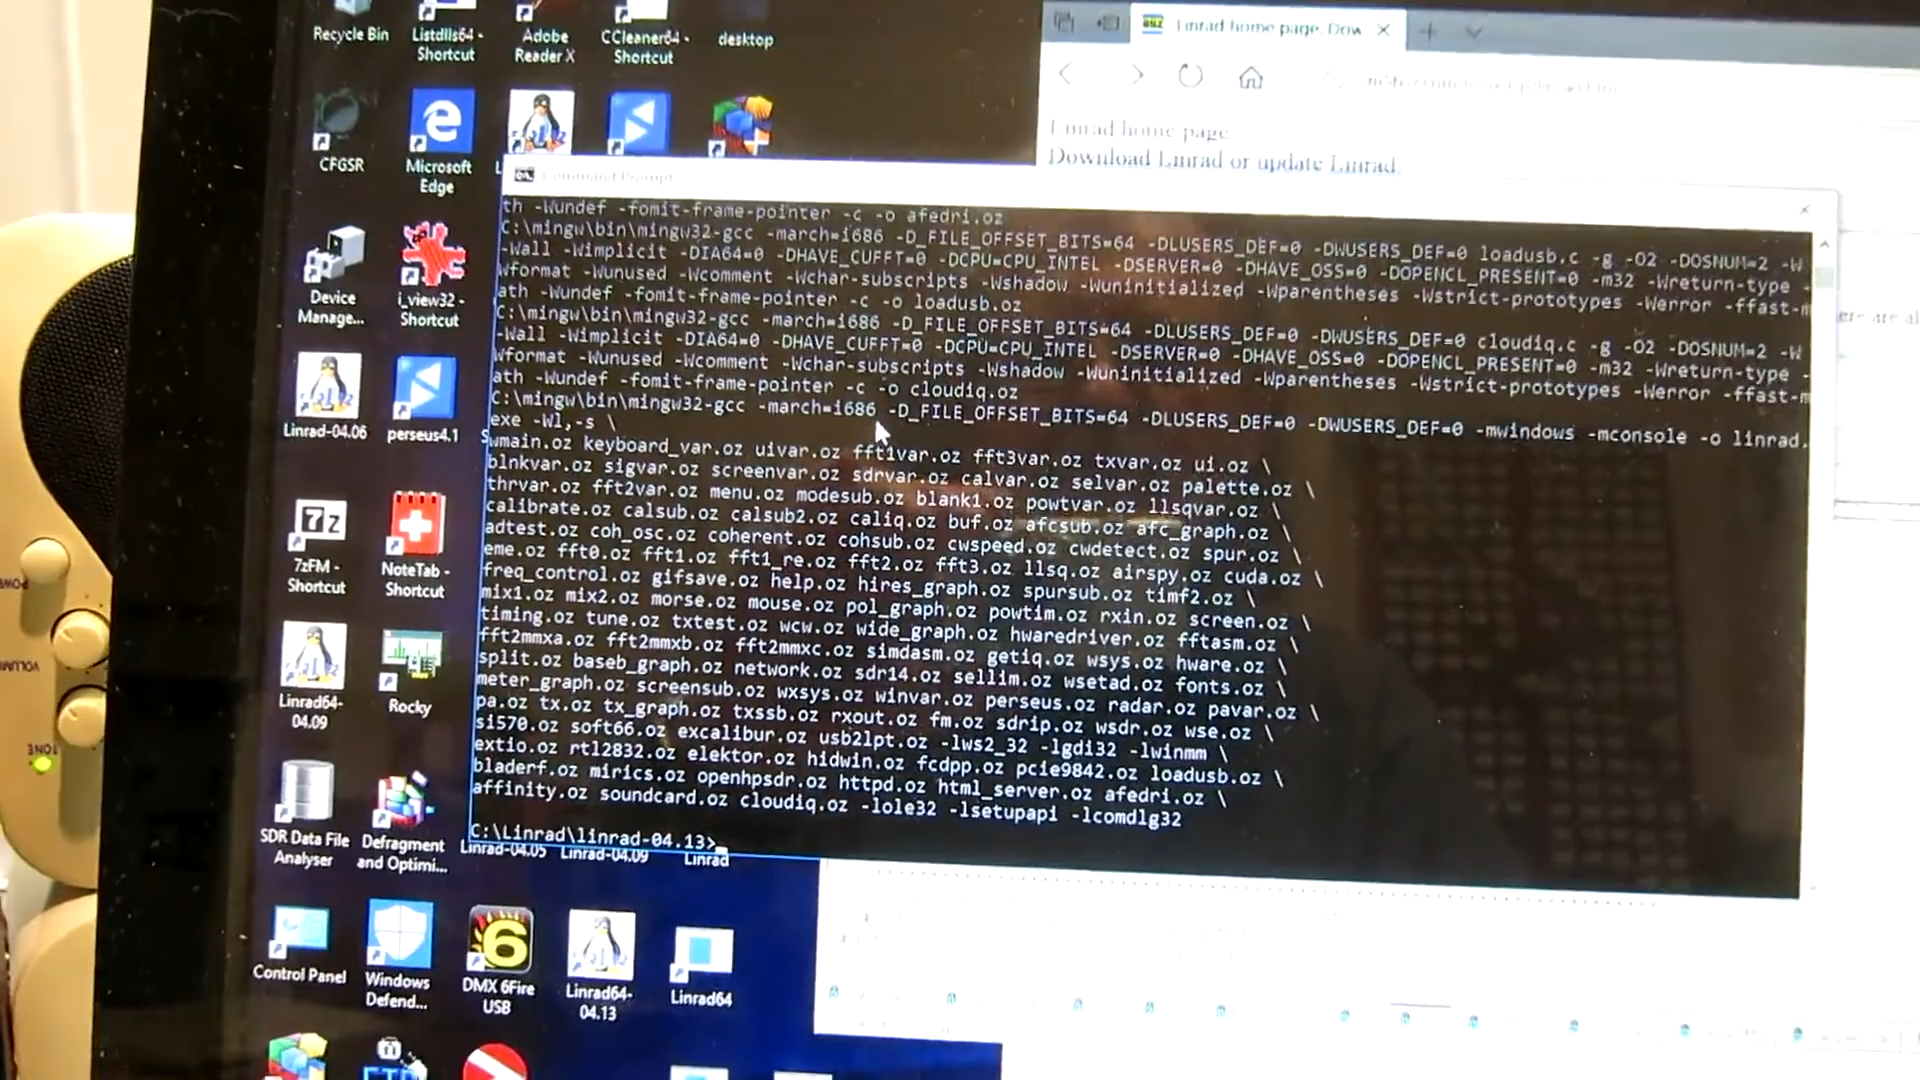 Recycle Bin
Listdlls64 - Shortcut
Adobe Reader X
CCleaner64 - Shortcut
desktop
Linrad home page. Dow
Linrad home page
Download Linrad or update Linrad.
CFGSR
Microsoft Edge
Command Prompt
th -Wundef -fomit-frame-pointer -c -o afedri.oz
C:\mingw\bin\mingw32-gcc -march=i686 -D_FILE_OFFSET_BITS=64 -DLUSERS_DEF=0 -DWUSERS_DEF=0 loadusb.c -g -O2 -DOSNUM=2 -W
-Wall -Wimplicit -DIA64=0 -DHAVE_CUFFT=0 -DCPU=CPU_INTEL -DSERVER=0 -DHAVE_OSS=0 -DOPENCL_PRESENT=0 -m32 -Wreturn-type -
Wformat -Wunused -Wcomment -Wchar-subscripts -Wshadow -Wuninitialized -Wparentheses -Wstrict-prototypes -Werror -ffast-m
ath -Wundef -fomit-frame-pointer -c -o loadusb.oz
C:\mingw\bin\mingw32-gcc -march=i686 -D_FILE_OFFSET_BITS=64 -DLUSERS_DEF=0 -DWUSERS_DEF=0 cloudiq.c -g -O2 -DOSNUM=2 -W
-Wall -Wimplicit -DIA64=0 -DHAVE_CUFFT=0 -DCPU=CPU_INTEL -DSERVER=0 -DHAVE_OSS=0 -DOPENCL_PRESENT=0 -m32 -Wreturn-type -
Wformat -Wunused -Wcomment -Wchar-subscripts -Wshadow -Wuninitialized -Wparentheses -Wstrict-prototypes -Werror -ffast-m
ath -Wundef -fomit-frame-pointer -c -o cloudiq.oz
C:\mingw\bin\mingw32-gcc -march=i686 -D_FILE_OFFSET_BITS=64 -DLUSERS_DEF=0 -DWUSERS_DEF=0 -mwindows -mconsole -o linrad.
exe -Wl,-s \
wmain.oz keyboard_var.oz uivar.oz fft1var.oz fft3var.oz txvar.oz ui.oz \
blnkvar.oz sigvar.oz screenvar.oz sdrvar.oz calvar.oz selvar.oz palette.oz \
thrvar.oz fft2var.oz menu.oz modesub.oz blank1.oz powtvar.oz llsqvar.oz \
calibrate.oz calsub.oz calsub2.oz caliq.oz buf.oz afcsub.oz afc_graph.oz \
adtest.oz coh_osc.oz coherent.oz cohsub.oz cwspeed.oz cwdetect.oz spur.oz \
eme.oz fft0.oz fft1.oz fft1_re.oz fft2.oz fft3.oz llsq.oz airspy.oz cuda.oz \
freq_control.oz gifsave.oz help.oz hires_graph.oz spursub.oz timf2.oz \
mix1.oz mix2.oz morse.oz mouse.oz pol_graph.oz powtim.oz rxin.oz screen.oz \
timing.oz tune.oz txtest.oz wcw.oz wide_graph.oz hwaredriver.oz fftasm.oz \
fft2mmxa.oz fft2mmxb.oz fft2mmxc.oz simdasm.oz getiq.oz wsys.oz hware.oz \
split.oz baseb_graph.oz network.oz sdr14.oz sellim.oz wsetad.oz fonts.oz \
meter_graph.oz screensub.oz wxsys.oz winvar.oz perseus.oz radar.oz pavar.oz \
pa.oz tx.oz tx_graph.oz txssb.oz rxout.oz fm.oz sdrip.oz wsdr.oz wse.oz \
si570.oz soft66.oz excalibur.oz usb2lpt.oz -lws2_32 -lgdi32 -lwinmm \
extio.oz rtl2832.oz elektor.oz hidwin.oz fcdpp.oz pcie9842.oz loadusb.oz \
bladerf.oz mirics.oz openhpsdr.oz httpd.oz html_server.oz afedri.oz \
affinity.oz soundcard.oz cloudiq.oz -lole32 -lsetupapi -lcomdlg32
C:\Linrad\linrad-04.13>
ere are al
Device Manage...
i_view32 - Shortcut
Linrad-04.06
perseus4.1
7zFM - Shortcut
NoteTab - Shortcut
Linrad64-04.09
Rocky
SDR Data File Analyser
Defragment and Optimi...
Linrad-04.05
Linrad-04.09
Linrad
Control Panel
Windows Defend...
DMX 6Fire USB
Linrad64-04.13
Linrad64
VOLUME
TONE